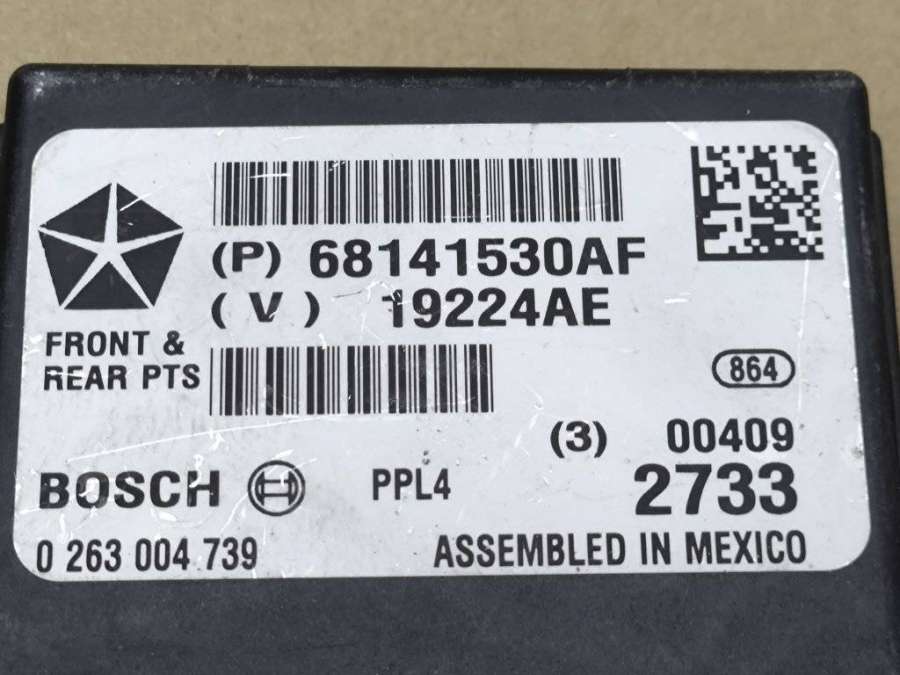 (P) 68141530AF
(V) 19224AE
FRONT &
REAR PTS
864
(3) 00409
BOSCH PPL4 2733
0 263 004 739 ASSEMBLED IN MEXICO